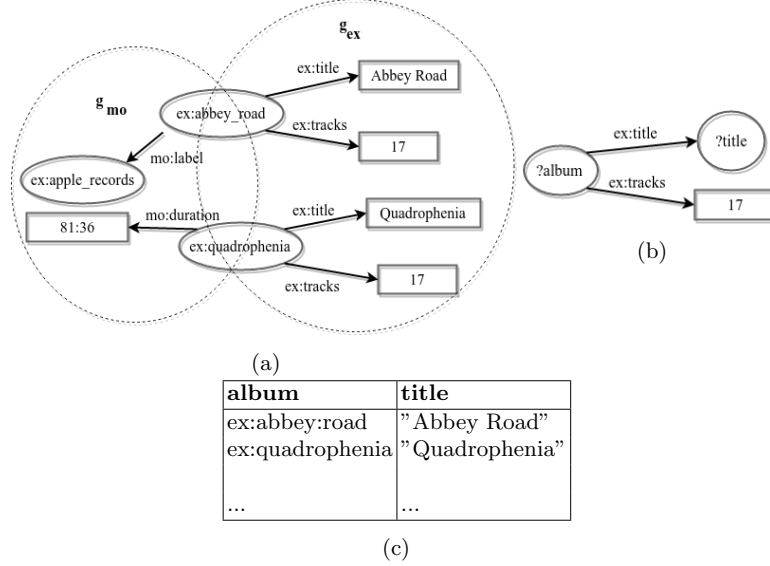 g ex
ex:title
Abbey Road
g mo
ex:abbey_road
ex:tracks
17
mo:label
ex:apple_records
mo:duration
81:36
ex:title
Quadrophenia
ex:quadrophenia
ex:tracks
17
(a)
ex:title
?title
?album
ex:tracks
17
(b)
album title
ex:abbey:road ”Abbey Road”
ex:quadrophenia ”Quadrophenia”
... ...
(c)